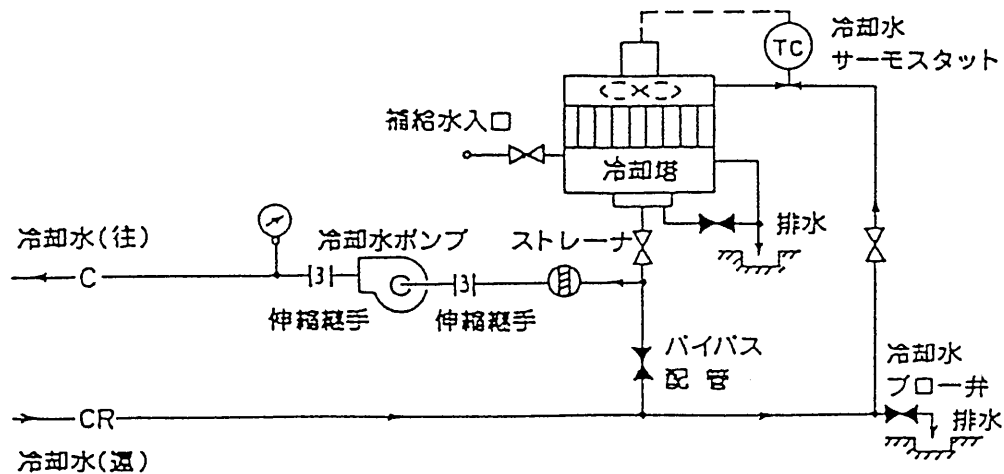 冷却水
サーモスタット
TC
補給水入口
冷却塔
排水
冷却水(往)
冷却水ポンプ
ストレーナ
C
伸縮継手
伸縮継手
バイパス
配管
冷却水
ブロー弁
排水
CR
冷却水(還)